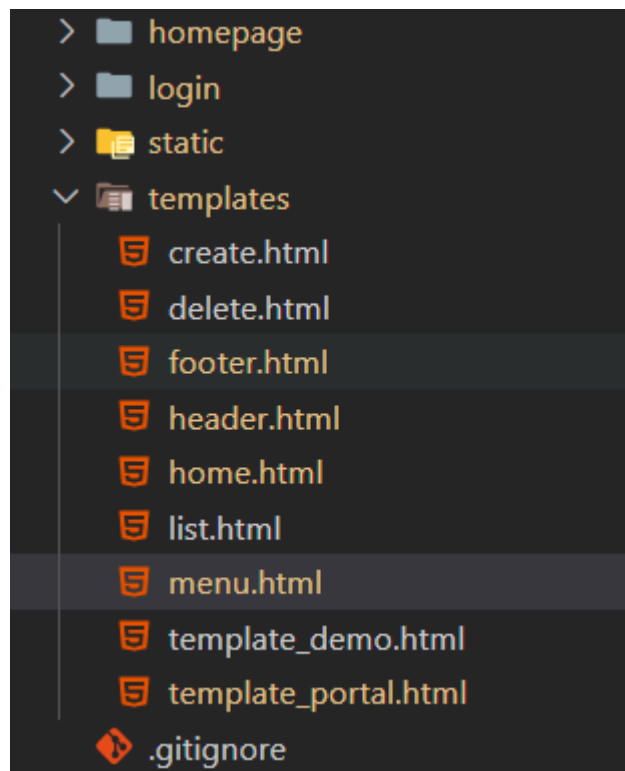 homepage
login
static
templates
create.html
delete.html
footer.html
header.html
home.html
list.html
menu.html
template_demo.html
template_portal.html
.gitignore